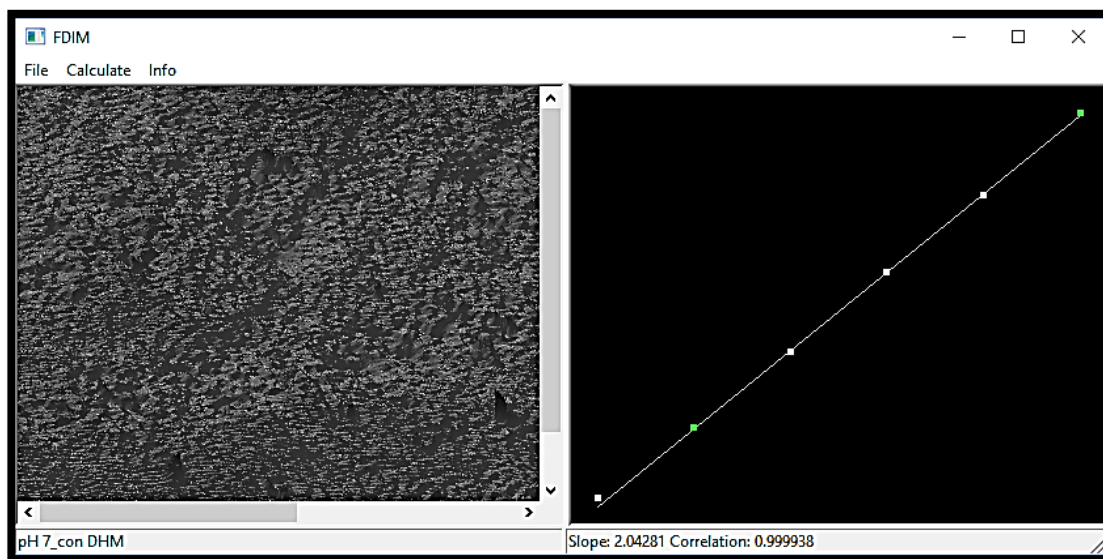 FDIM
File Calculate Info
pH 7_con DHM
Slope: 2.04281 Correlation: 0.999938